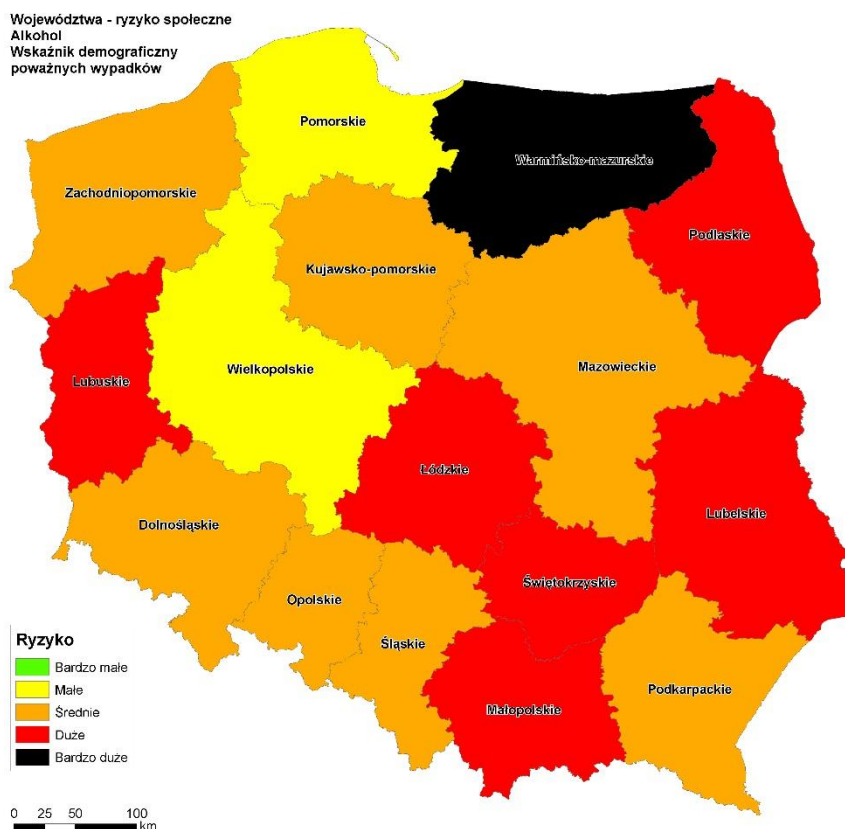 Województwa - ryzyko społeczne
Alkohol
Wskaźnik demograficzny
poważnych wypadków
Pomorskie
Warmińsko-mazurskie
Zachodniopomorskie
Podlaskie
Kujawsko-pomorskie
Mazowieckie
Wielkopolskie
Lubuskie
Łódzkie
Lubelskie
Dolnośląskie
Świętokrzyskie
Opolskie
Śląskie
Podkarpackie
Małopolskie
Ryzyko
Bardzo małe
Małe
Średnie
Duże
Bardzo duże
0 25 50 100
km